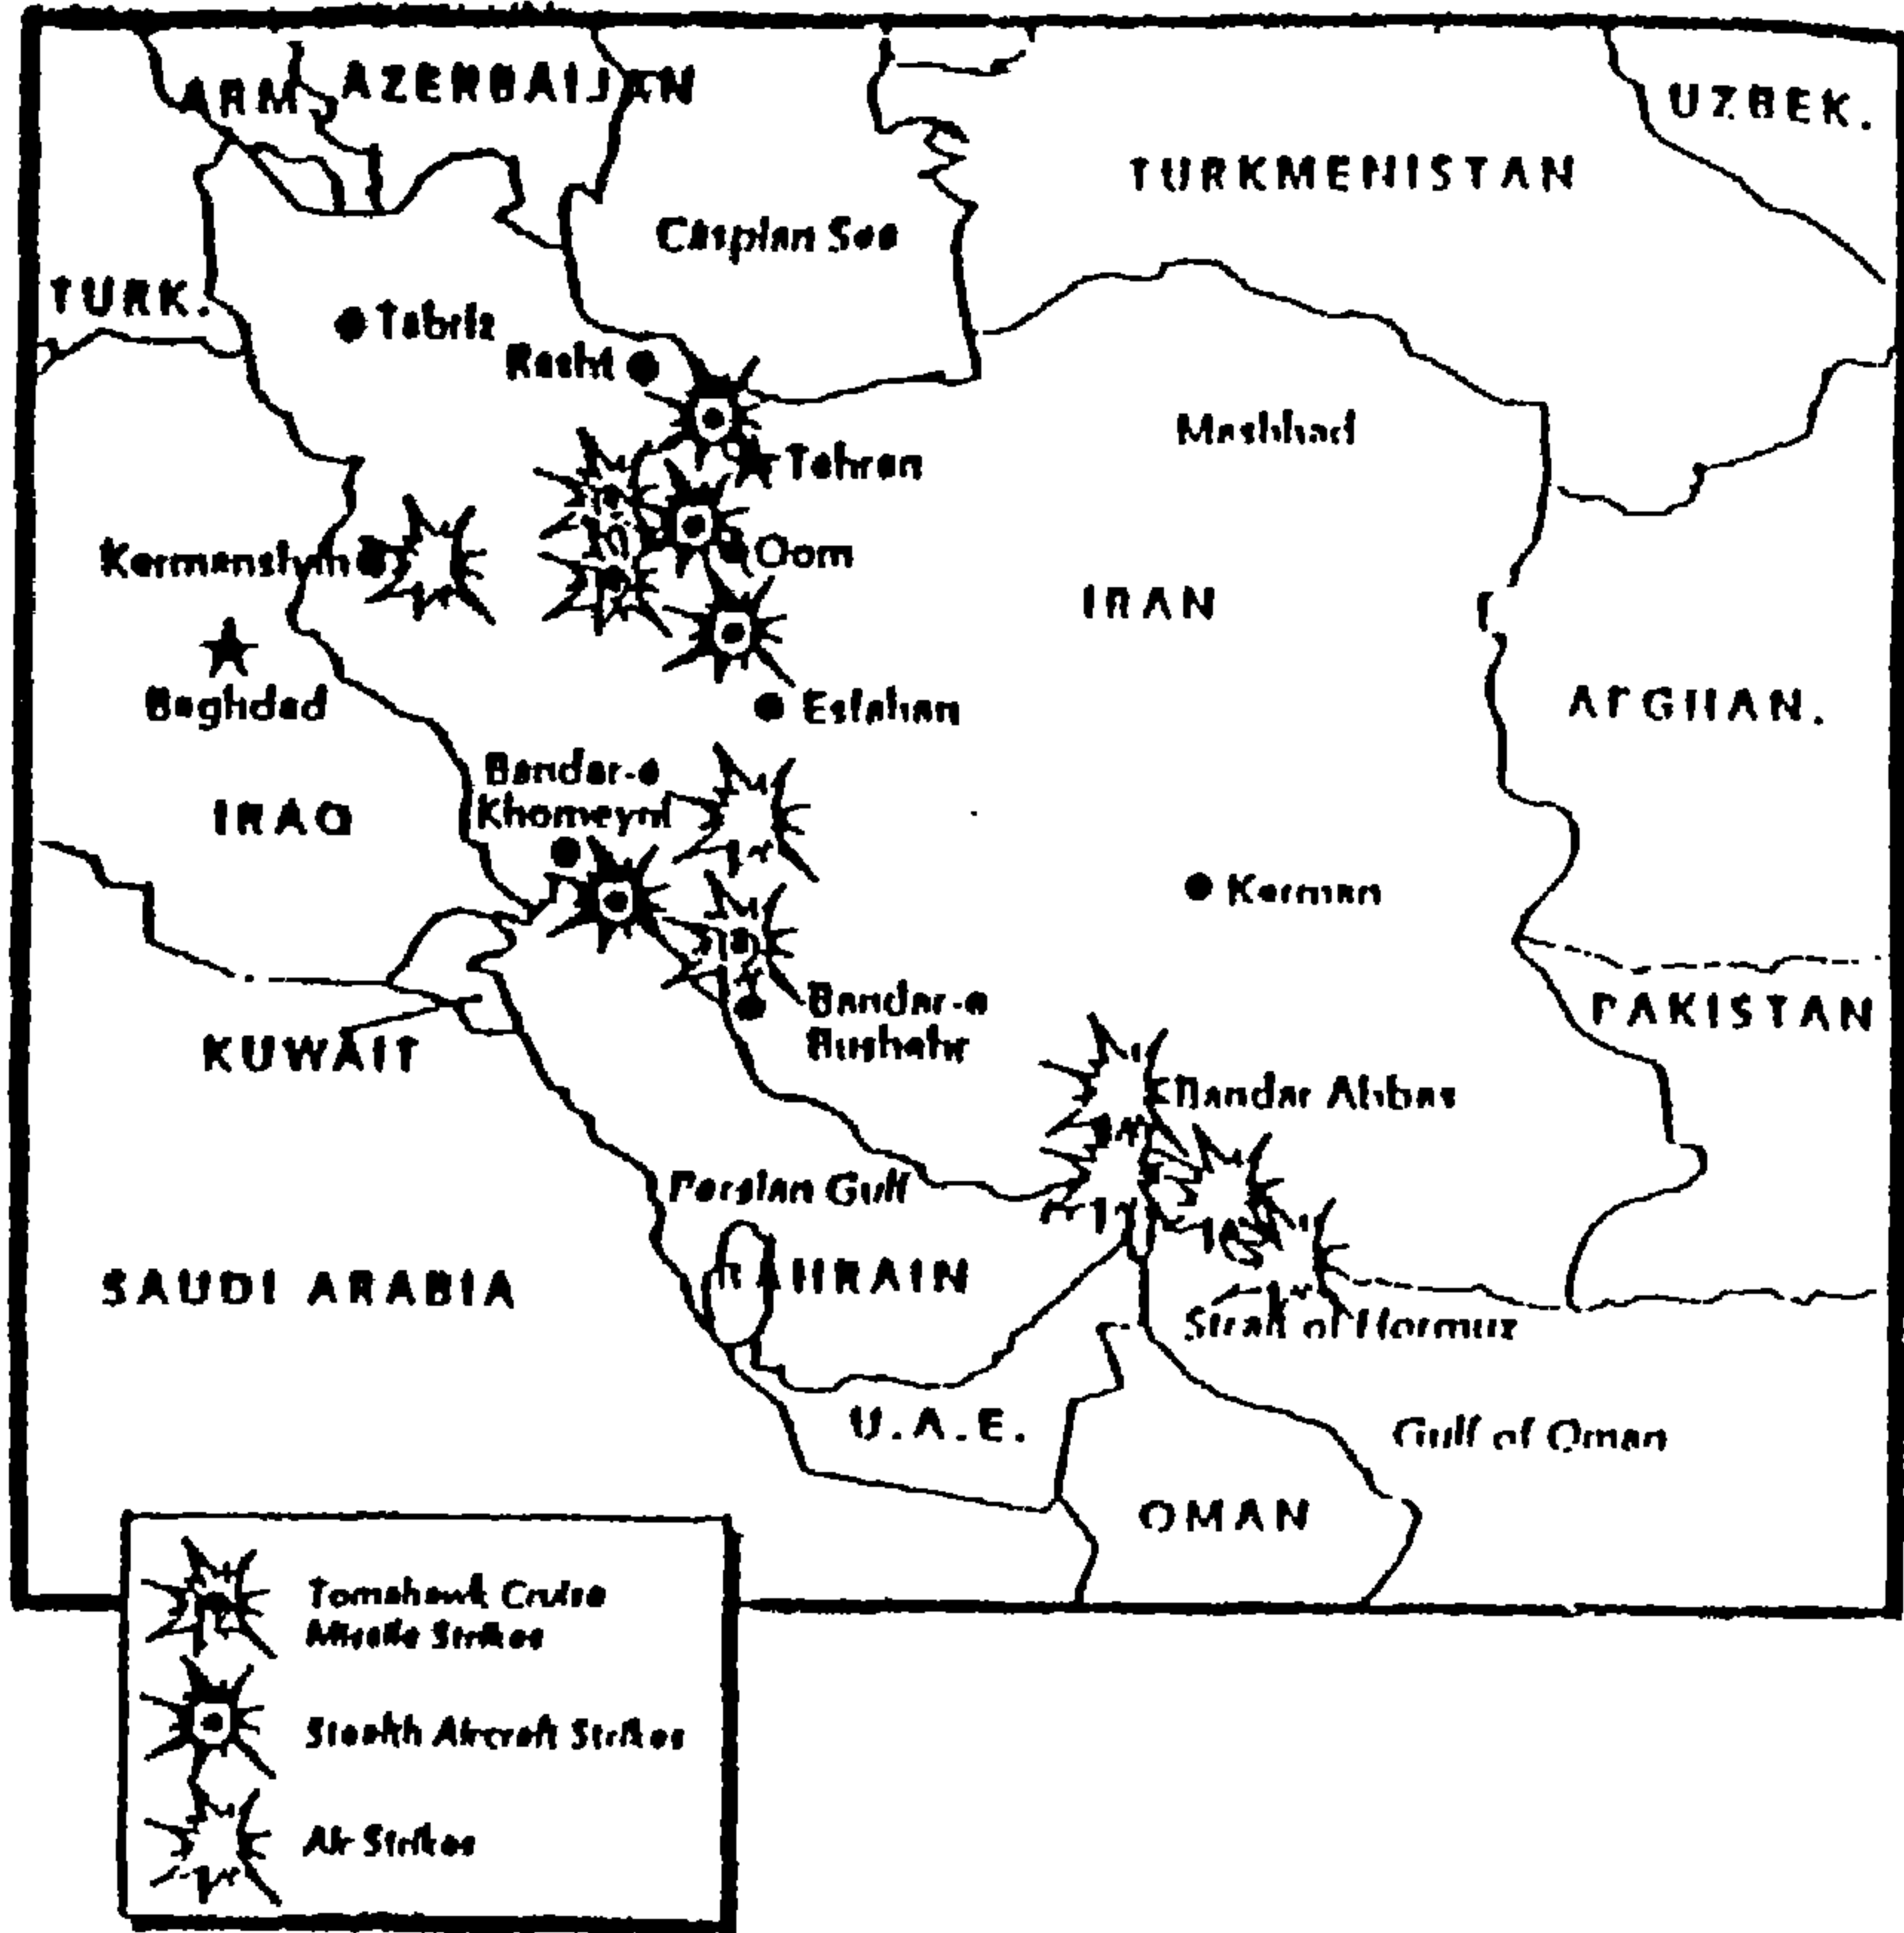 ARM.
AZERBAIJAN
UZBEK.
TURKMENISTAN
Caspian Sea
TURK.
Tabriz
Rasht
Mashhad
Tehran
Kermanshan
Qom
IRAN
Baghdad
Esfahan
AFGHAN.
Bandar-e
Khomeynl
IRAQ
Kerman
Bandar-e
Bushehr
PAKISTAN
KUWAIT
Bandar Abbas
Persian Gulf
BAHRAIN
SAUDI ARABIA
Strait of Hormuz
U.A.E.
Gulf of Oman
OMAN
Tomahawk Cruise
Missile Strikes
Stealth Aircraft Strikes
Air Strikes